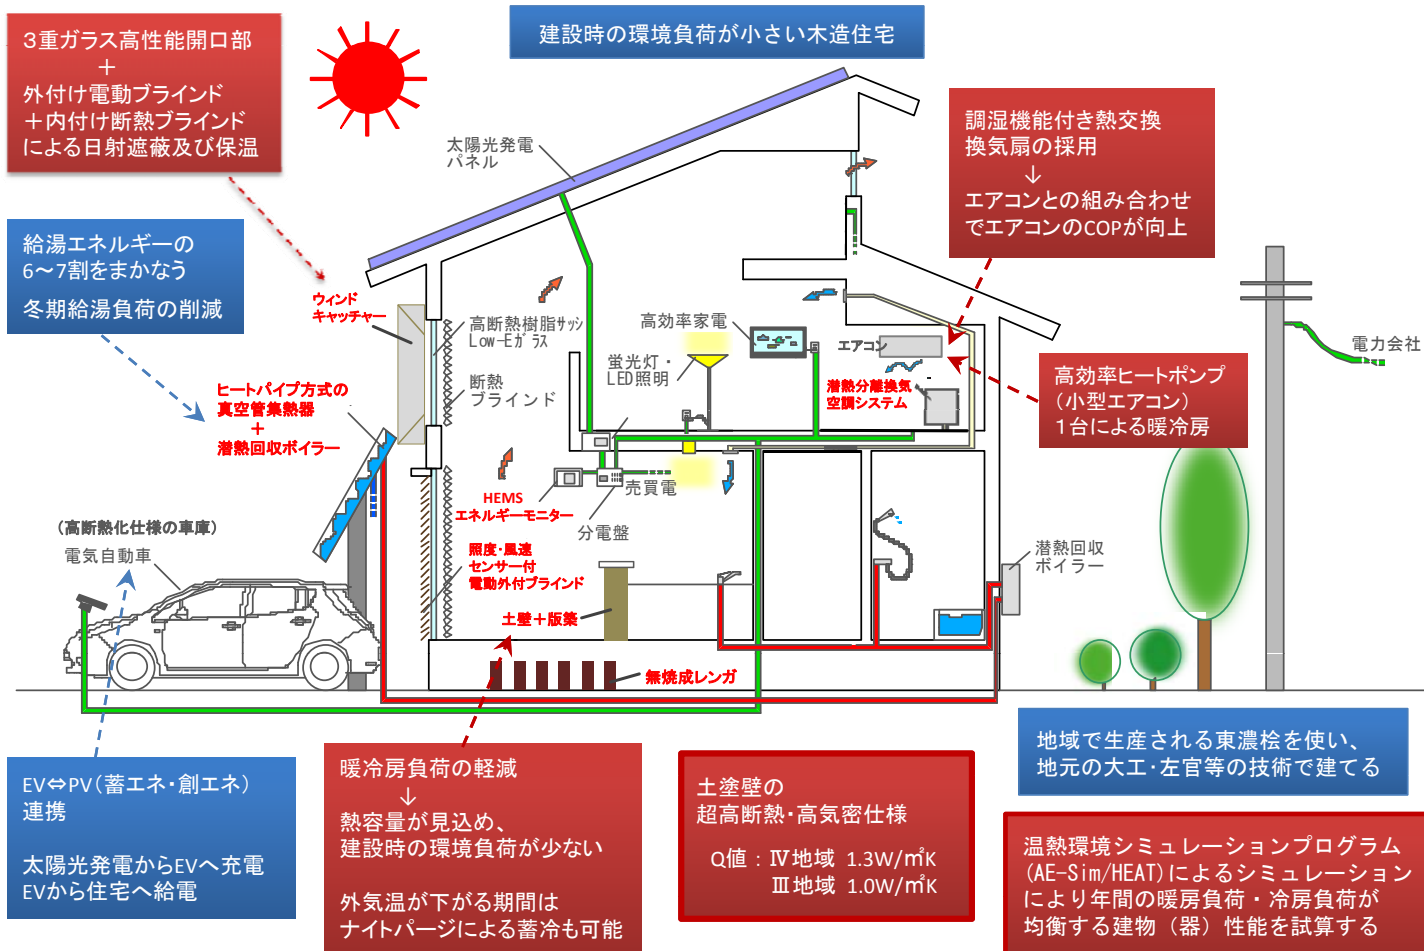 3重ガラス高性能開口部
＋
外付け電動ブラインド
＋内付け断熱ブラインド
による日射遮蔽及び保温
建設時の環境負荷が小さい木造住宅
調湿機能付き熱交換
換気扇の採用
↓
エアコンとの組み合わせ
でエアコンのCOPが向上
給湯エネルギーの
6～7割をまかなう
冬期給湯負荷の削減
太陽光発電
パネル
ウィンド
キャッチャー
高断熱樹脂ｻｯｼ
Low-Eｶﾞﾗｽ
断熱
ブラインド
高効率家電
蛍光灯・
LED照明
エアコン
潜熱分離換気
空調システム
電力会社
高効率ヒートポンプ
（小型エアコン）
１台による暖冷房
ヒートパイプ方式の
真空管集熱器
＋
潜熱回収ボイラー
HEMS
エネルギーモニター
売買電
分電盤
（高断熱化仕様の車庫）
電気自動車
照度・風速
センサー付
電動外付ブラインド
土壁＋版築
無焼成レンガ
潜熱回収
ボイラー
EV⇔PV（蓄エネ・創エネ）
連携
太陽光発電からEVへ充電
EVから住宅へ給電
暖冷房負荷の軽減
↓
熱容量が見込め、
建設時の環境負荷が少ない
外気温が下がる期間は
ナイトパージによる蓄冷も可能
土塗壁の
超高断熱・高気密仕様
Q値：Ⅳ地域 1.3W/㎡K
Ⅲ地域 1.0W/㎡K
地域で生産される東濃桧を使い、
地元の大工・左官等の技術で建てる
温熱環境シミュレーションプログラム
(AE-Sim/HEAT)によるシミュレーション
により年間の暖房負荷・冷房負荷が
均衡する建物（器）性能を試算する